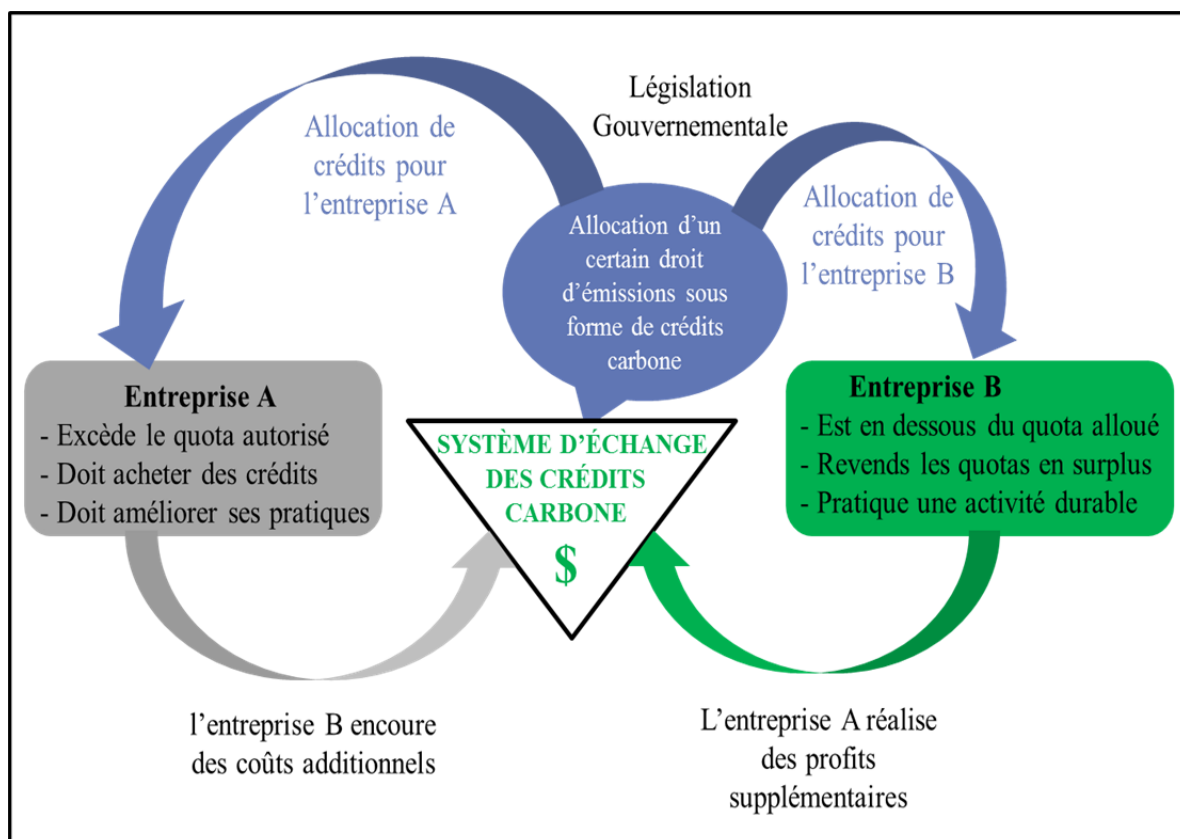 Législation
Gouvernementale
Allocation de
crédits pour
l’entreprise A
Allocation d’un
certain droit
d’émissions sous
forme de crédits
carbone
Allocation de
crédits pour
l’entreprise B
Entreprise A
- Excède le quota autorisé
- Doit acheter des crédits
- Doit améliorer ses pratiques
SYSTÈME D’ÉCHANGE
DES CRÉDITS
CARBONE
$
Entreprise B
- Est en dessous du quota alloué
- Revends les quotas en surplus
- Pratique une activité durable
l’entreprise B encoure
des coûts additionnels
L’entreprise A réalise
des profits
supplémentaires